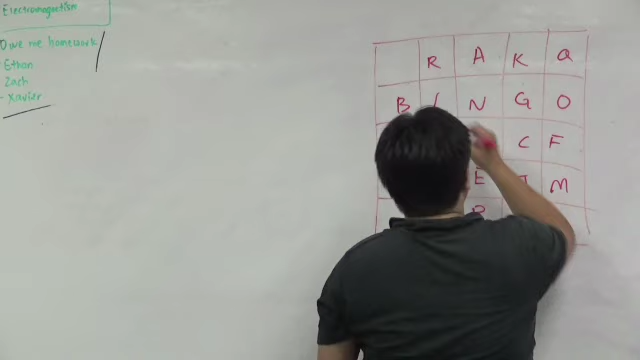 Electromagnetism
Owe me homework
- Ethan
Zach
- Xavier
R A K Q
B I N G O
C F
E M